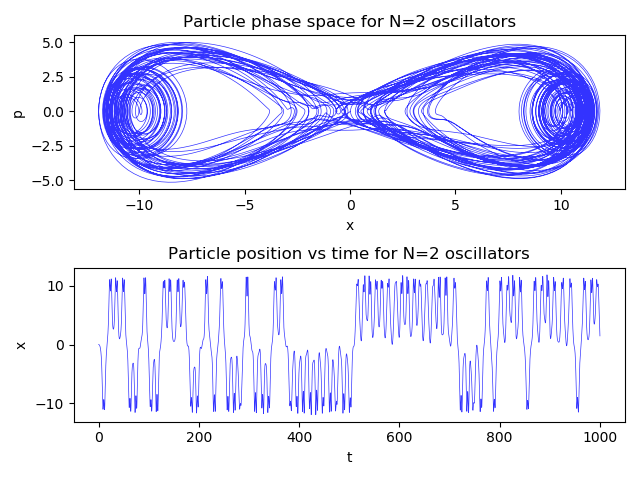 Particle phase space for N=2 oscillators
5.0
2.5
0.0
−2.5
−5.0
p
−10 −5 0 5 10
x
Particle position vs time for N=2 oscillators
10
0
−10
x
0 200 400 600 800 1000
t